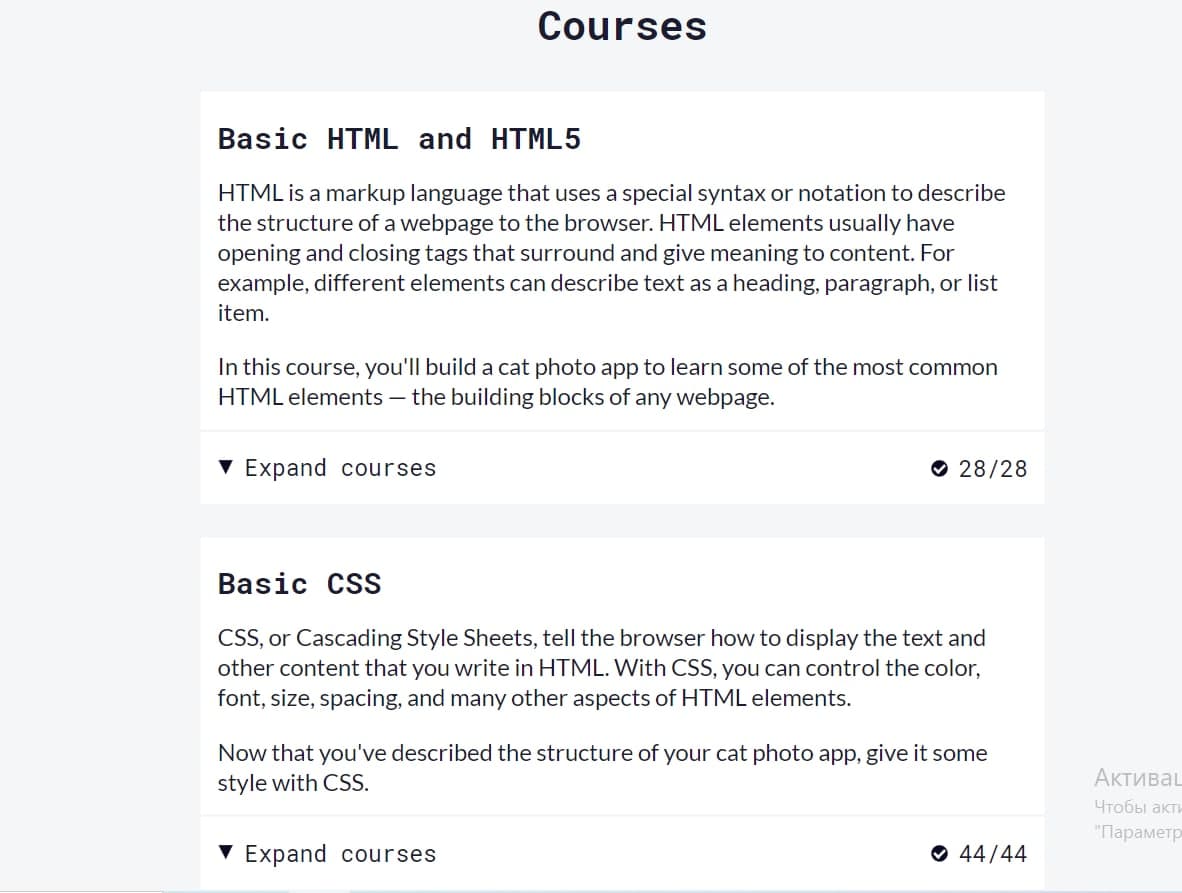 Courses
Basic HTML and HTML5
HTML is a markup language that uses a special syntax or notation to describe
the structure of a webpage to the browser. HTML elements usually have
opening and closing tags that surround and give meaning to content. For
example, different elements can describe text as a heading, paragraph, or list
item.
In this course, you'll build a cat photo app to learn some of the most common
HTML elements — the building blocks of any webpage.
▼ Expand courses 28/28
Basic CSS
CSS, or Cascading Style Sheets, tell the browser how to display the text and
other content that you write in HTML. With CSS, you can control the color,
font, size, spacing, and many other aspects of HTML elements.
Now that you've described the structure of your cat photo app, give it some
style with CSS.
▼ Expand courses 44/44
Чтобы